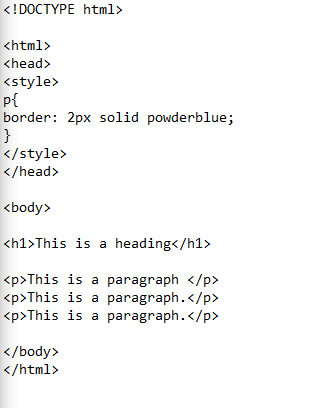 <!DOCTYPE html>
<html>
<head>
<style>
p{
border: 2px solid powderblue;
}
</style>
</head>
<body>
<h1>This is a heading</h1>
<p>This is a paragraph </p>
<p>This is a paragraph.</p>
<p>This is a paragraph.</p>
</body>
</html>